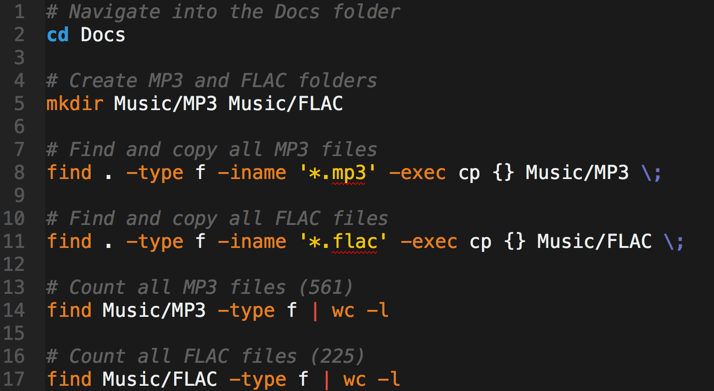 1 # Navigate into the Docs folder
2 cd Docs
3
4 # Create MP3 and FLAC folders
5 mkdir Music/MP3 Music/FLAC
6
7 # Find and copy all MP3 files
8 find . -type f -iname '*.mp3' -exec cp {} Music/MP3 \;
9
10 # Find and copy all FLAC files
11 find . -type f -iname '*.flac' -exec cp {} Music/FLAC \;
12
13 # Count all MP3 files (561)
14 find Music/MP3 -type f | wc -l
15
16 # Count all FLAC files (225)
17 find Music/FLAC -type f | wc -l